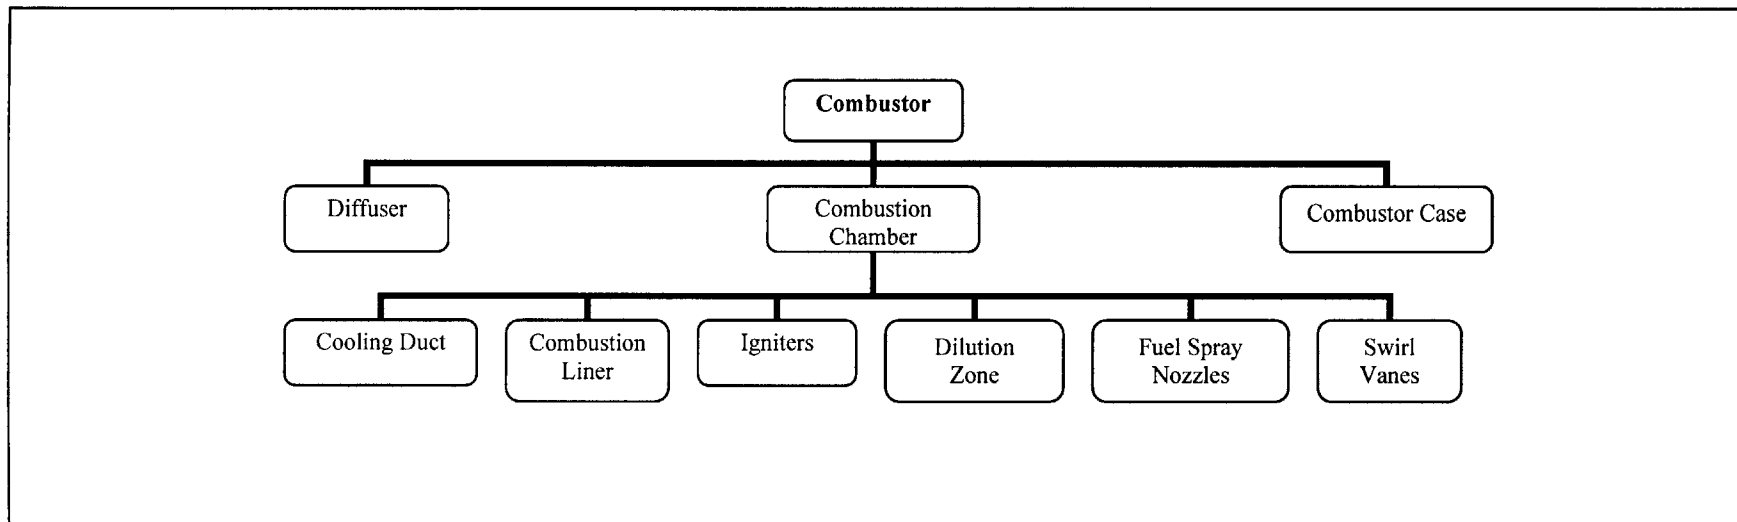 Combustor
Diffuser
Combustion
Chamber
Combustor Case
Cooling Duct
Combustion
Liner
Igniters
Dilution
Zone
Fuel Spray
Nozzles
Swirl
Vanes